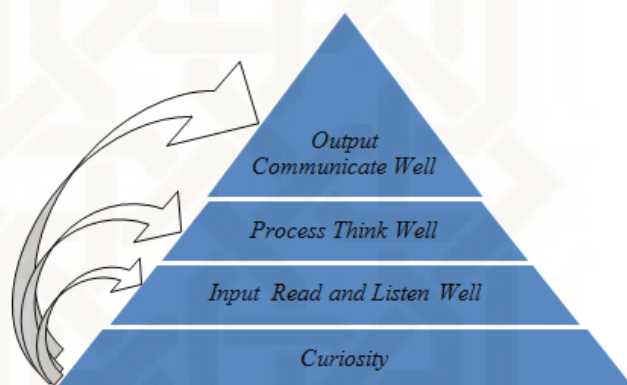 Output
Communicate Well
Process Think Well
Input Read and Listen Well
Curiosity